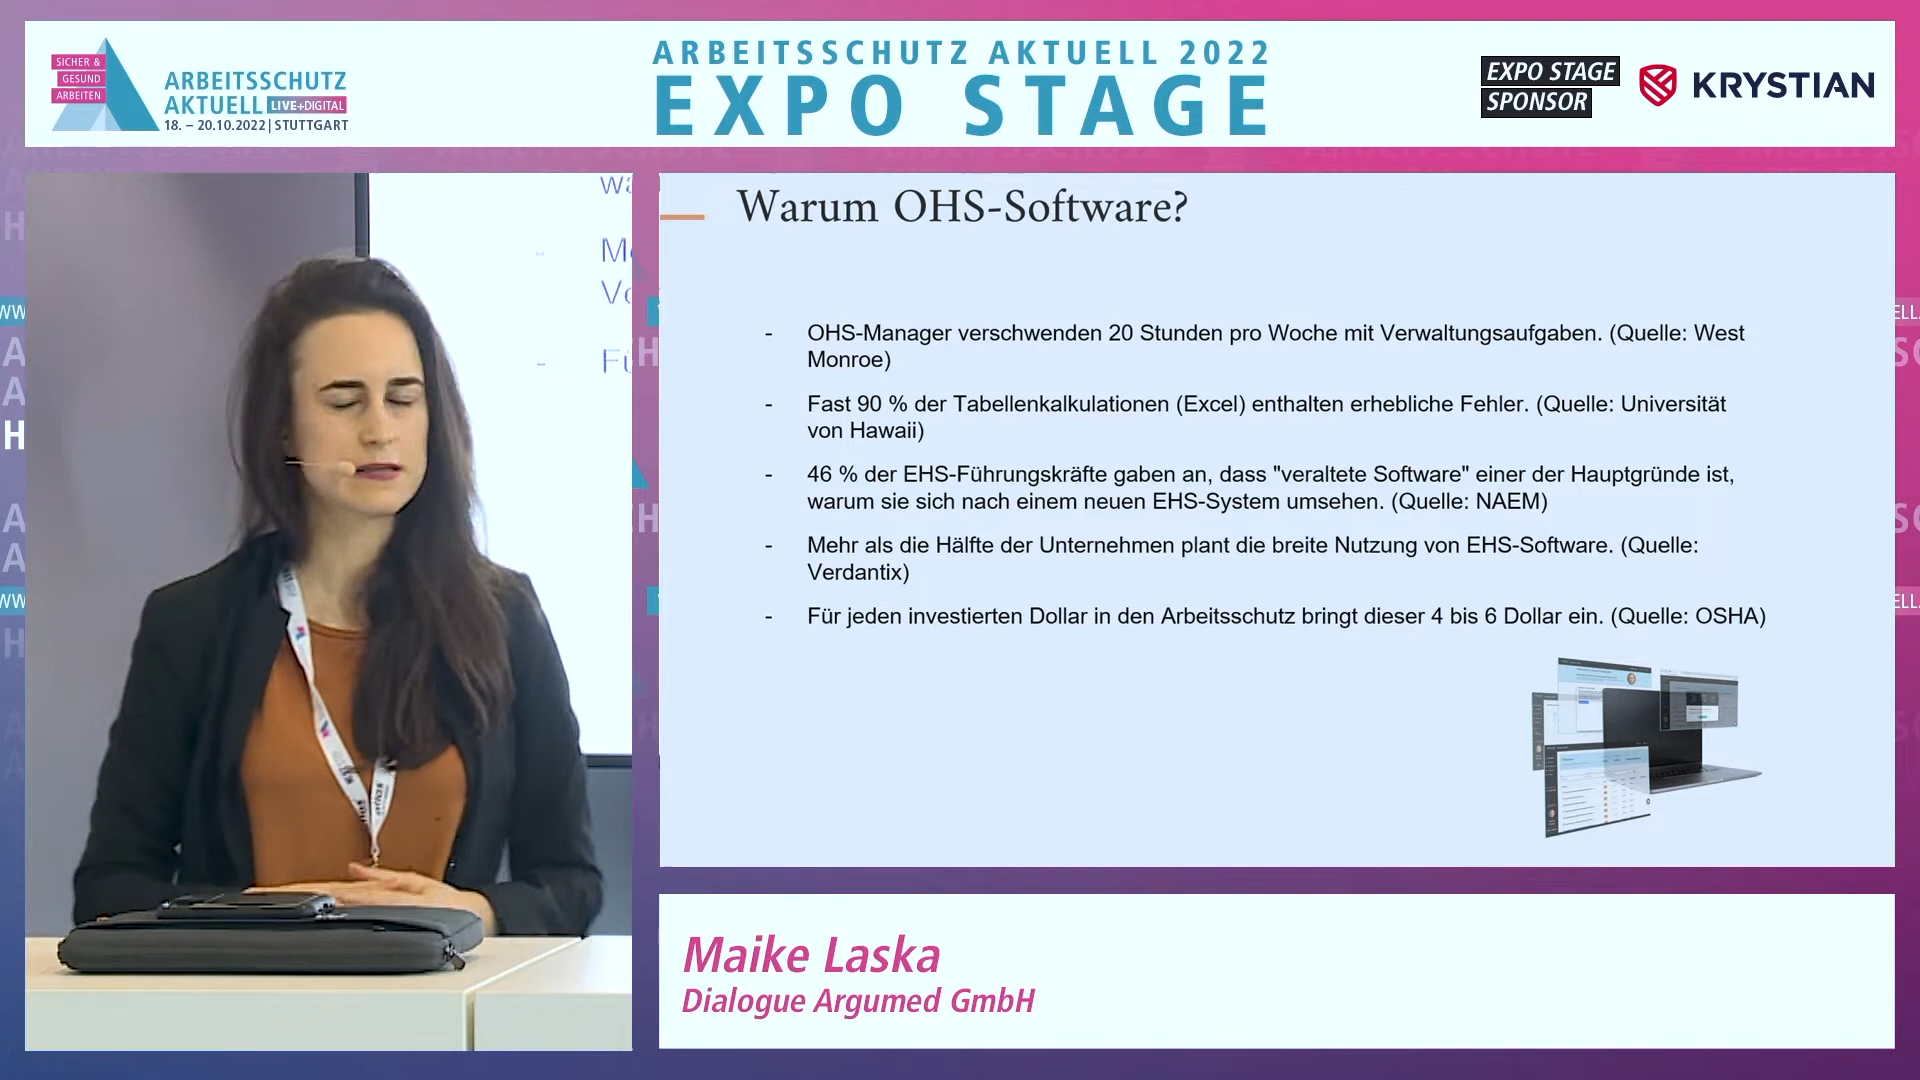 SICHER &
GESUND
ARBEITEN
ARBEITSSCHUTZ
AKTUELL LIVE+DIGITAL
18. – 20.10.2022 | STUTTGART
ARBEITSSCHUTZ AKTUELL 2022
EXPO STAGE
EXPO STAGE
SPONSOR
KRYSTIAN
Warum OHS-Software?
- OHS-Manager verschwenden 20 Stunden pro Woche mit Verwaltungsaufgaben. (Quelle: West
Monroe)
- Fast 90 % der Tabellenkalkulationen (Excel) enthalten erhebliche Fehler. (Quelle: Universität
von Hawaii)
- 46 % der EHS-Führungskräfte gaben an, dass "veraltete Software" einer der Hauptgründe ist,
warum sie sich nach einem neuen EHS-System umsehen. (Quelle: NAEM)
- Mehr als die Hälfte der Unternehmen plant die breite Nutzung von EHS-Software. (Quelle:
Verdantix)
- Für jeden investierten Dollar in den Arbeitsschutz bringt dieser 4 bis 6 Dollar ein. (Quelle: OSHA)
Maike Laska
Dialogue Argumed GmbH